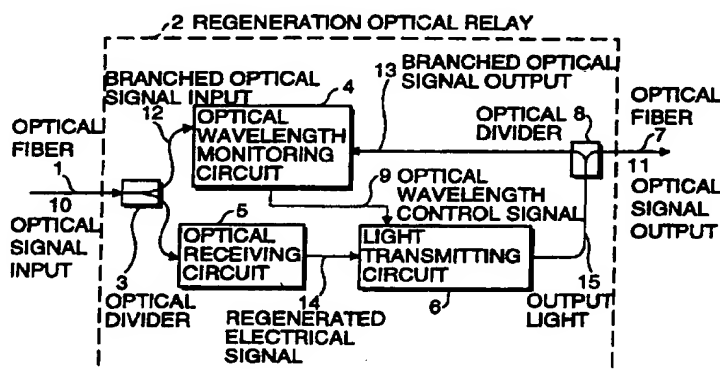 2 REGENERATION OPTICAL RELAY
BRANCHED OPTICAL
SIGNAL INPUT
12
4
13
BRANCHED OPTICAL
SIGNAL OUTPUT
OPTICAL
FIBER
1
10
OPTICAL
SIGNAL
INPUT
OPTICAL
WAVELENGTH
MONITORING
CIRCUIT
OPTICAL
DIVIDER
8
OPTICAL
FIBER
7
11
OPTICAL
SIGNAL
OUTPUT
9
OPTICAL
WAVELENGTH
CONTROL SIGNAL
3
OPTICAL
DIVIDER
5
OPTICAL
RECEIVING
CIRCUIT
14
REGENERATED
ELECTRICAL
SIGNAL
LIGHT
TRANSMITTING
CIRCUIT
6
15
OUTPUT
LIGHT